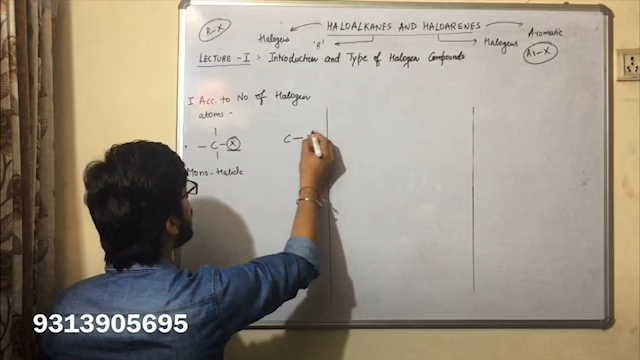 R-X
HALOALKANES AND HALOARENES
Halogens
'R'
Halogens
Aromatic
Ar-X
LECTURE-I : Introduction and Type of Halogen Compounds
I Acc. to No of Halogen
atoms :-
- C - X
Mono-Halide
C -
9313905695